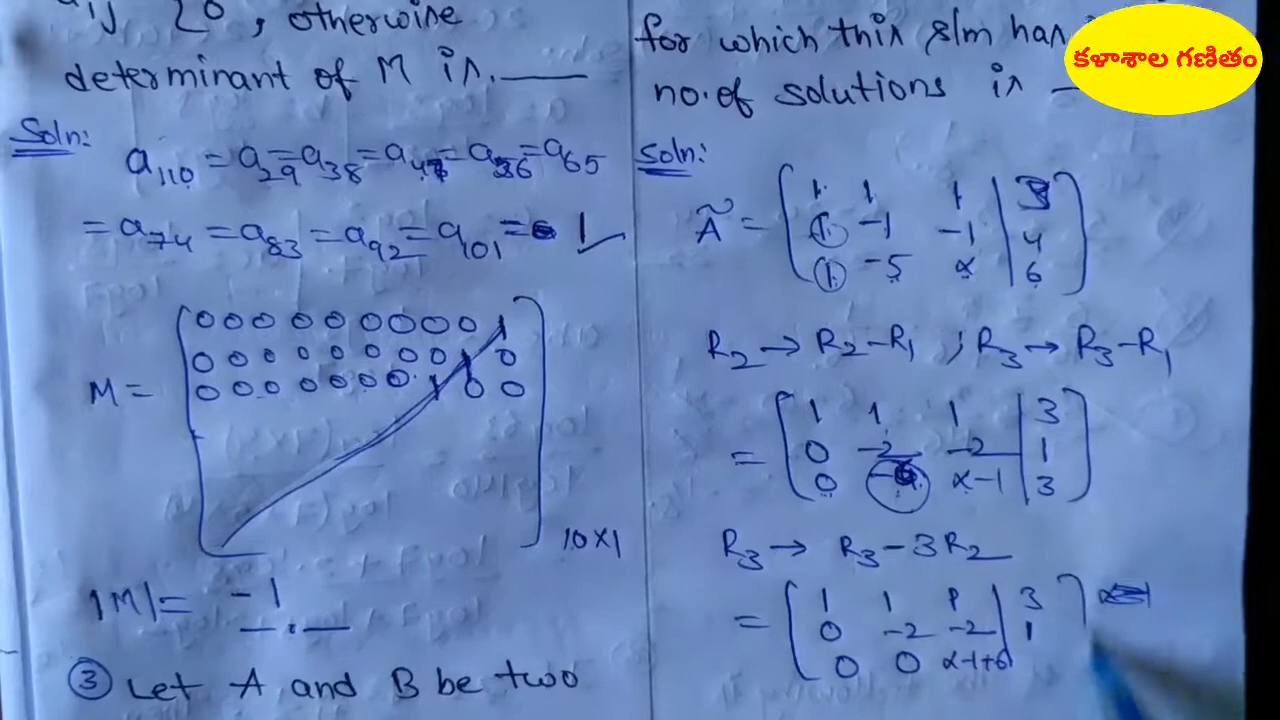 aij = 0, otherwise
determinant of M is. ___
Soln:
a110 = a29 = a38 = a47 = a56 = a65
= a74 = a83 = a92 = a101 = 1
M = [0 0 0 0 0 0 0 0 0 1
0 0 0 0 0 0 0 0 1 0
0 0 0 0 0 0 0 1 0 0]
10×1
|M| = -1
③ Let A and B be two
for which this s/m has
no. of solutions is
Soln:
Ã = [1 1 1 | 3
1 -1 -1 | 4
1 -5 α | 6]
R2 → R2-R1 ; R3 → R3-R1
= [1 1 1 | 3
0 -2 -2 | 1
0 -6 α-1 | 3]
R3 → R3-3R2
= [1 1 1 | 3
0 -2 -2 | 1
0 0 α-1+6
కళాశాల గణితం